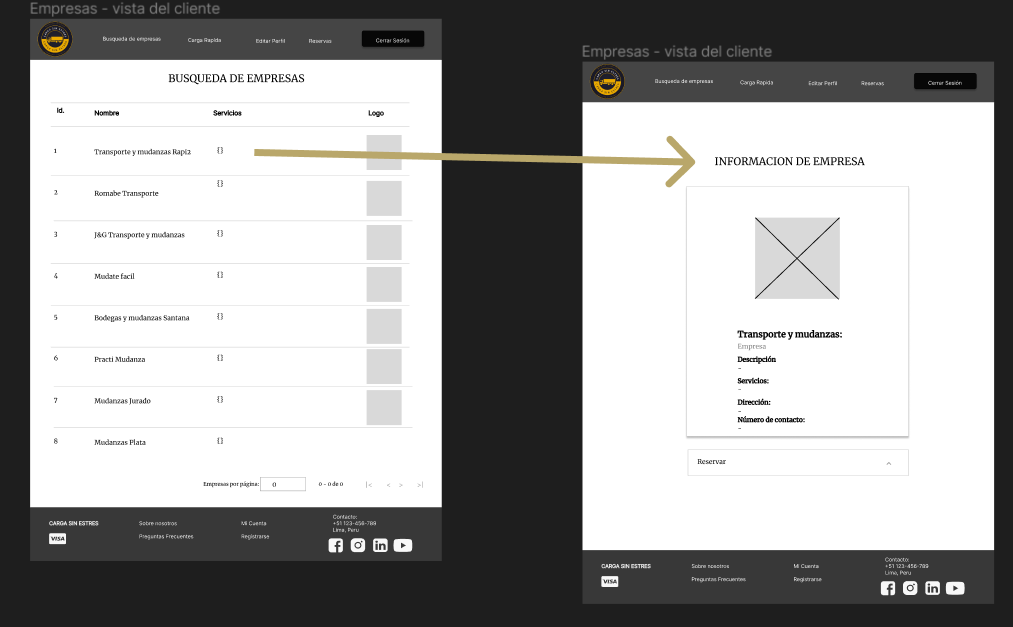 Empresas - vista del cliente
Busqueda de empresas
Carga Rapida
Editar Perfil
Reservas
Cerrar Sesión
BUSQUEDA DE EMPRESAS
Id. Nombre Servicios Logo
1 Transporte y mudanzas Rapi2 {}
2 Romabe Transporte {}
3 J&G Transporte y mudanzas {}
4 Mudate facil {}
5 Bodegas y mudanzas Santana {}
6 Practi Mudanza {}
7 Mudanzas Jurado {}
8 Mudanzas Plata {}
Empresas por página: 0 0 - 0 de 0 |< < > >|
CARGA SIN ESTRES
VISA
Sobre nosotros
Preguntas Frecuentes
Mi Cuenta
Registrarse
Contacto:
+51 123-456-789
Lima, Peru
Empresas - vista del cliente
Busqueda de empresas
Carga Rapida
Editar Perfil
Reservas
Cerrar Sesión
INFORMACION DE EMPRESA
Transporte y mudanzas:
Empresa
Descripción
-
Servicios:
-
Dirección:
-
Número de contacto:
-
Reservar
CARGA SIN ESTRES
VISA
Sobre nosotros
Preguntas Frecuentes
Mi Cuenta
Registrarse
Contacto:
+51 123-456-789
Lima, Peru